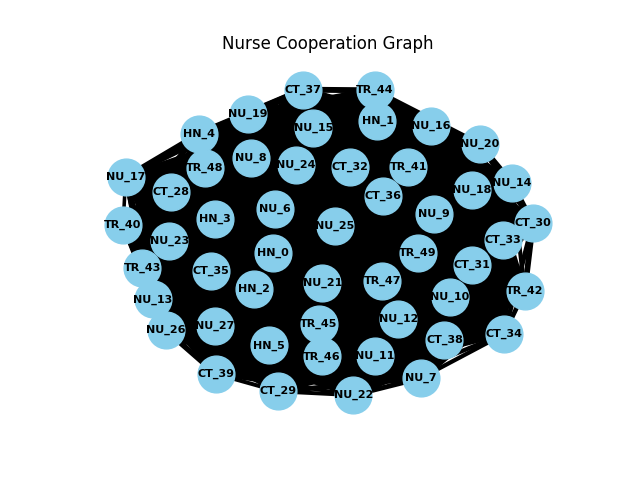 Nurse Cooperation Graph
CT_37
TR_44
NU_19
HN_1
NU_15
NU_16
HN_4
NU_20
NU_8
NU_24
CT_32
TR_41
TR_48
NU_17
NU_14
CT_28
NU_18
CT_36
NU_6
NU_9
HN_3
CT_30
TR_40
NU_25
NU_23
CT_33
HN_0
TR_49
CT_31
TR_43
CT_35
HN_2
NU_21
TR_47
TR_42
NU_10
NU_13
NU_12
TR_45
NU_26
NU_27
CT_34
CT_38
HN_5
TR_46
NU_11
CT_39
NU_7
CT_29
NU_22